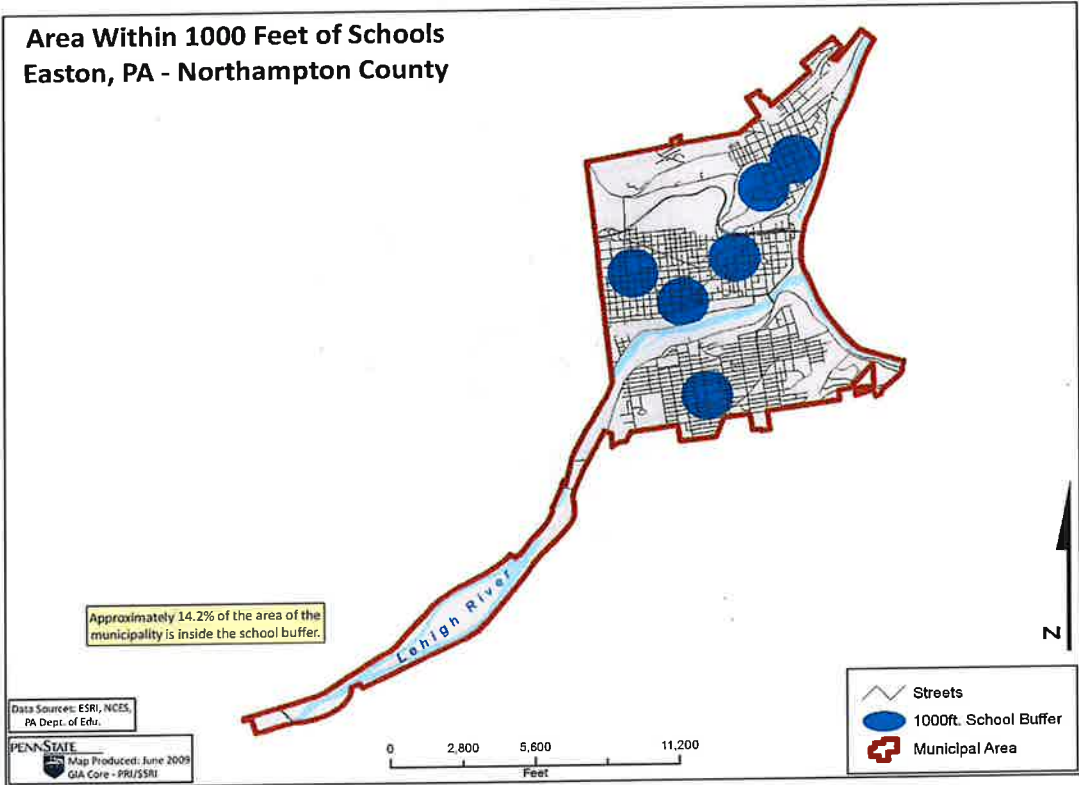 Area Within 1000 Feet of Schools
Easton, PA - Northampton County
Lehigh River
Approximately 14.2% of the area of the
municipality is inside the school buffer.
N
Data Sources: ESRI, NCES,
PA Dept. of Edu.
PENNSTATE
Map Produced: June 2009
GIA Core - PRI/SSRI
0 2,800 5,600 11,200
Feet
Streets
1000ft. School Buffer
Municipal Area